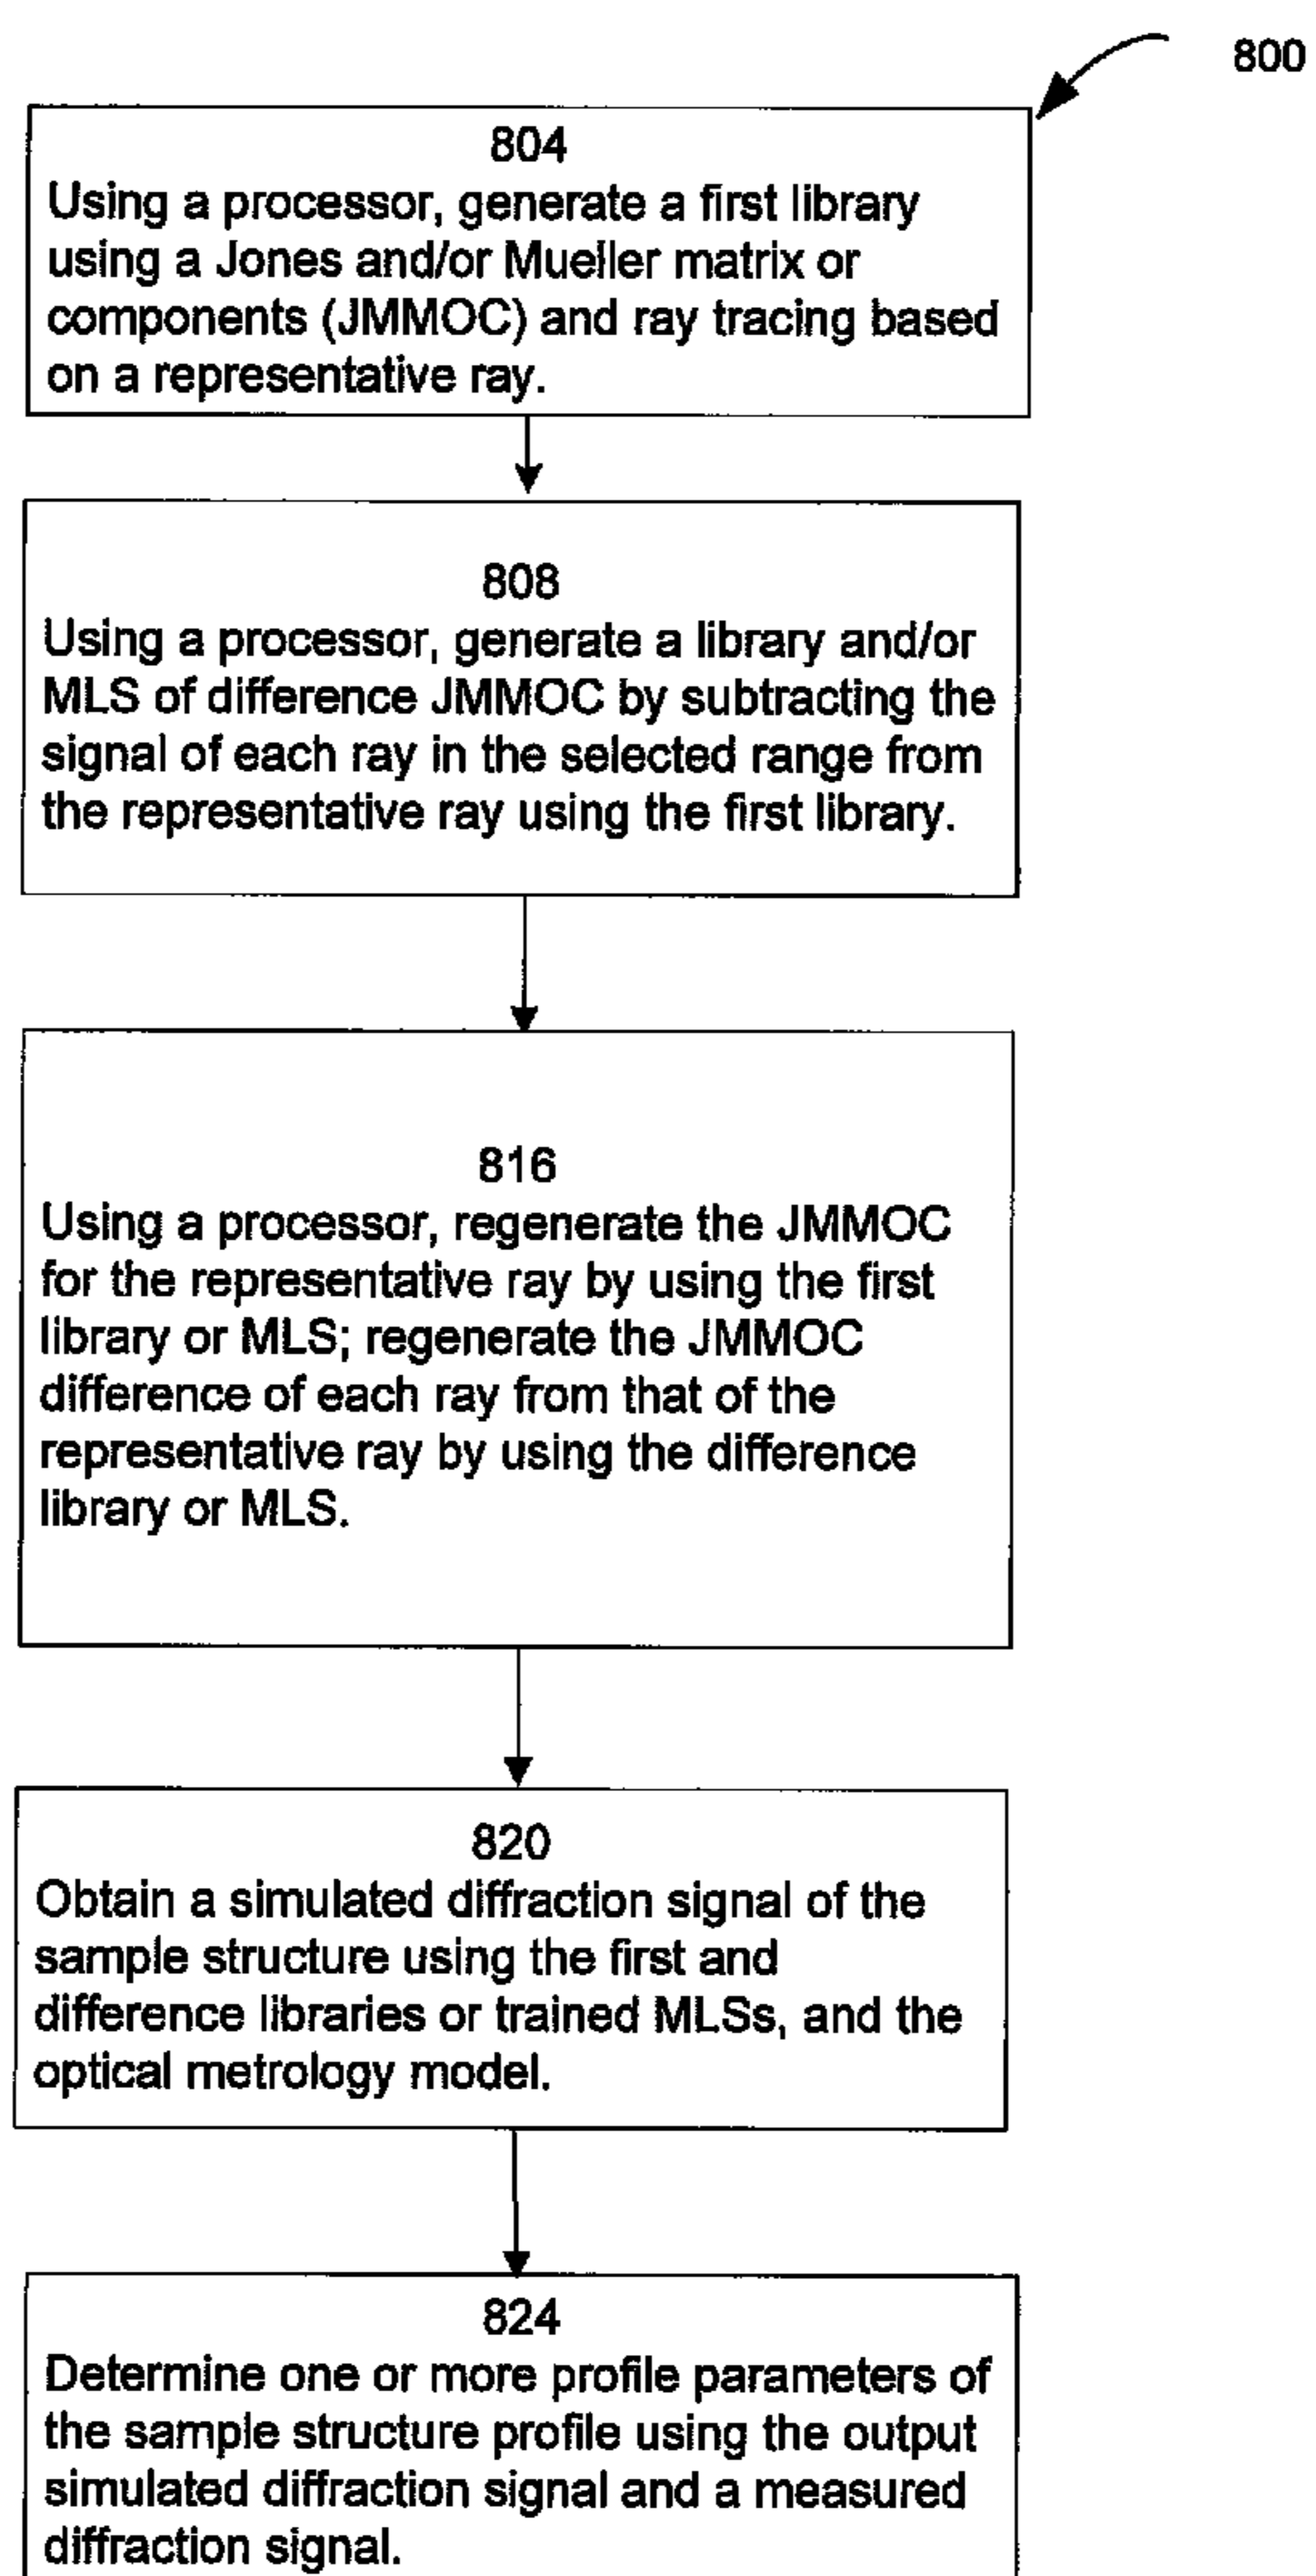 800
804
Using a processor, generate a first library
using a Jones and/or Mueller matrix or
components (JMMOC) and ray tracing based
on a representative ray.
808
Using a processor, generate a library and/or
MLS of difference JMMOC by subtracting the
signal of each ray in the selected range from
the representative ray using the first library.
816
Using a processor, regenerate the JMMOC
for the representative ray by using the first
library or MLS; regenerate the JMMOC
difference of each ray from that of the
representative ray by using the difference
library or MLS.
820
Obtain a simulated diffraction signal of the
sample structure using the first and
difference libraries or trained MLSs, and the
optical metrology model.
824
Determine one or more profile parameters of
the sample structure profile using the output
simulated diffraction signal and a measured
diffraction signal.